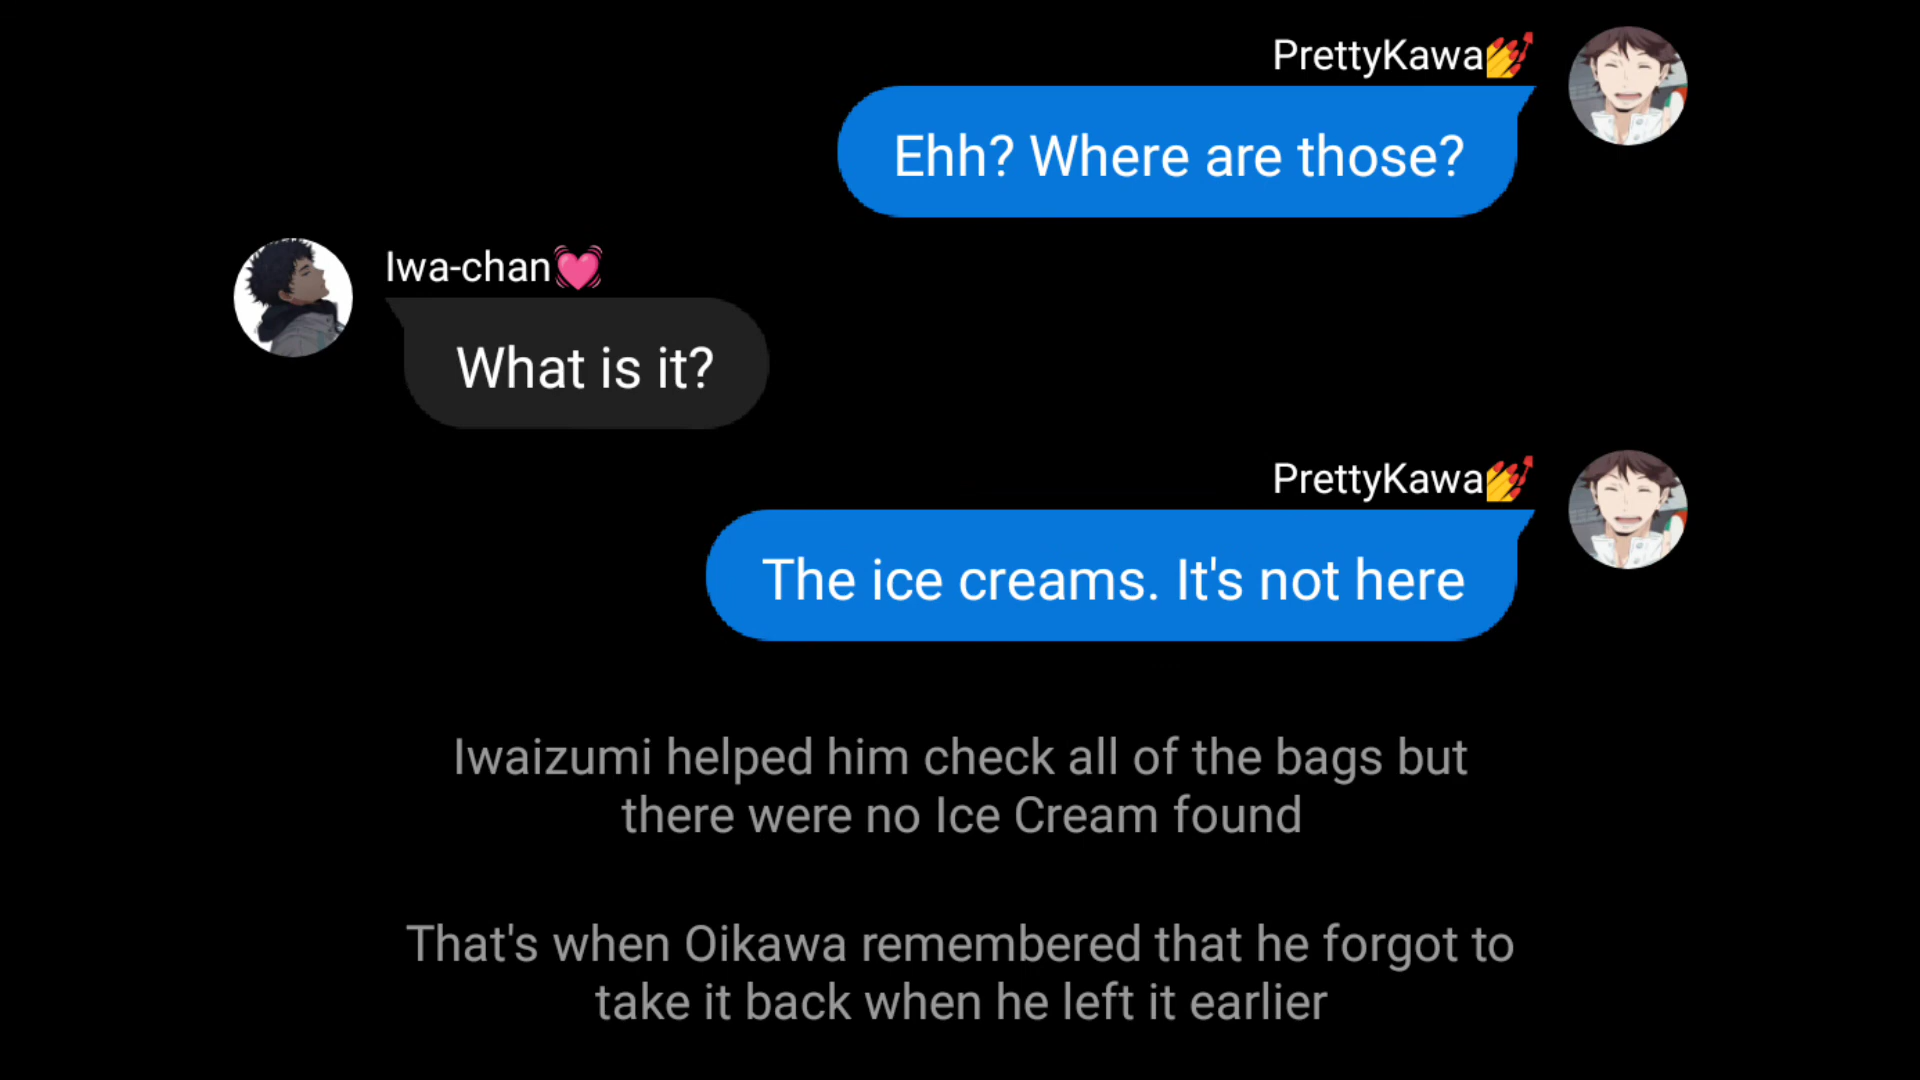 PrettyKawa💅
Ehh? Where are those?
Iwa-chan💓
What is it?
PrettyKawa💅
The ice creams. It's not here
Iwaizumi helped him check all of the bags but
there were no Ice Cream found
That's when Oikawa remembered that he forgot to
take it back when he left it earlier